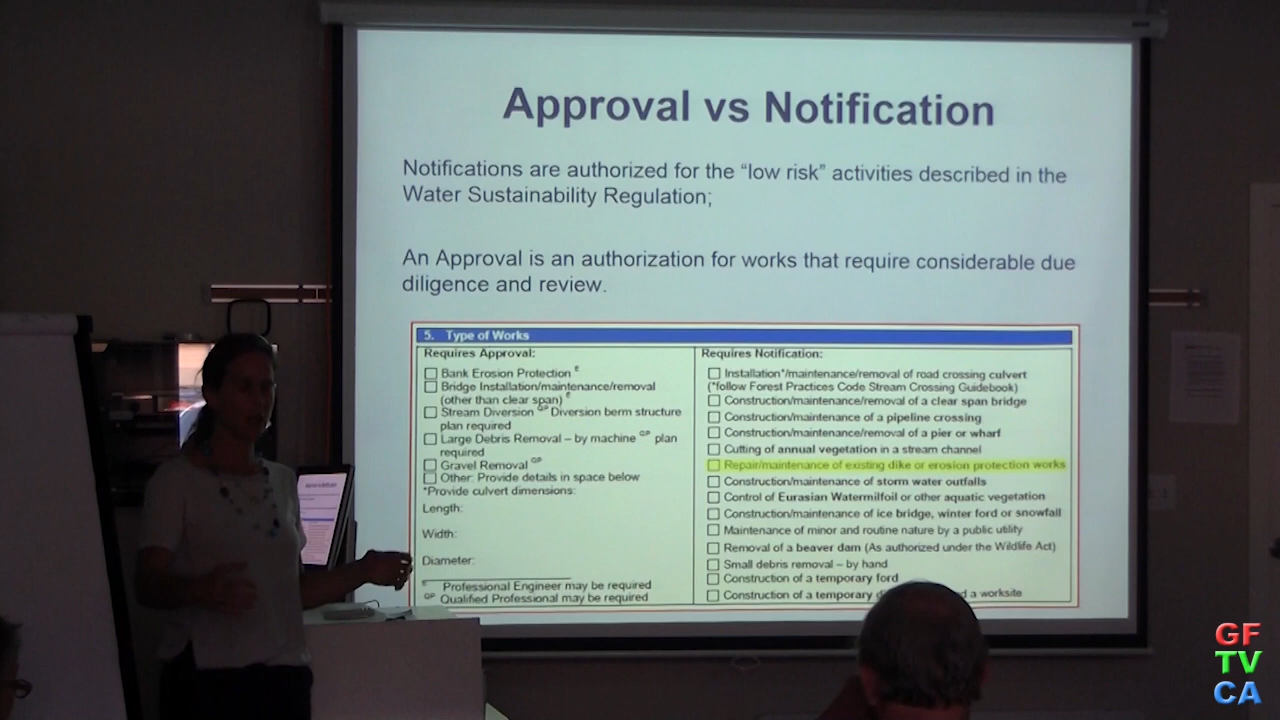 Approval vs Notification
Notifications are authorized for the “low risk” activities described in the
Water Sustainability Regulation;
An Approval is an authorization for works that require considerable due
diligence and review.
5. Type of Works
Requires Approval:
Bank Erosion Protection E
Bridge Installation/maintenance/removal
(other than clear span) E
Stream Diversion QP Diversion berm structure
plan required
Large Debris Removal – by machine QP plan
required
Gravel Removal QP
Other: Provide details in space below
*Provide culvert dimensions:
Length:
Width:
Diameter:
E Professional Engineer may be required
QP Qualified Professional may be required
Requires Notification:
Installation*/maintenance/removal of road crossing culvert
(*follow Forest Practices Code Stream Crossing Guidebook)
Construction/maintenance/removal of a clear span bridge
Construction/maintenance of a pipeline crossing
Construction/maintenance/removal of a pier or wharf
Cutting of annual vegetation in a stream channel
Repair/maintenance of existing dike or erosion protection works
Construction/maintenance of storm water outfalls
Control of Eurasian Watermilfoil or other aquatic vegetation
Construction/maintenance of ice bridge, winter ford or snowfall
Maintenance of minor and routine nature by a public utility
Removal of a beaver dam (As authorized under the Wildlife Act)
Small debris removal – by hand
Construction of a temporary ford
Construction of a temporary a worksite
GF
TV
CA